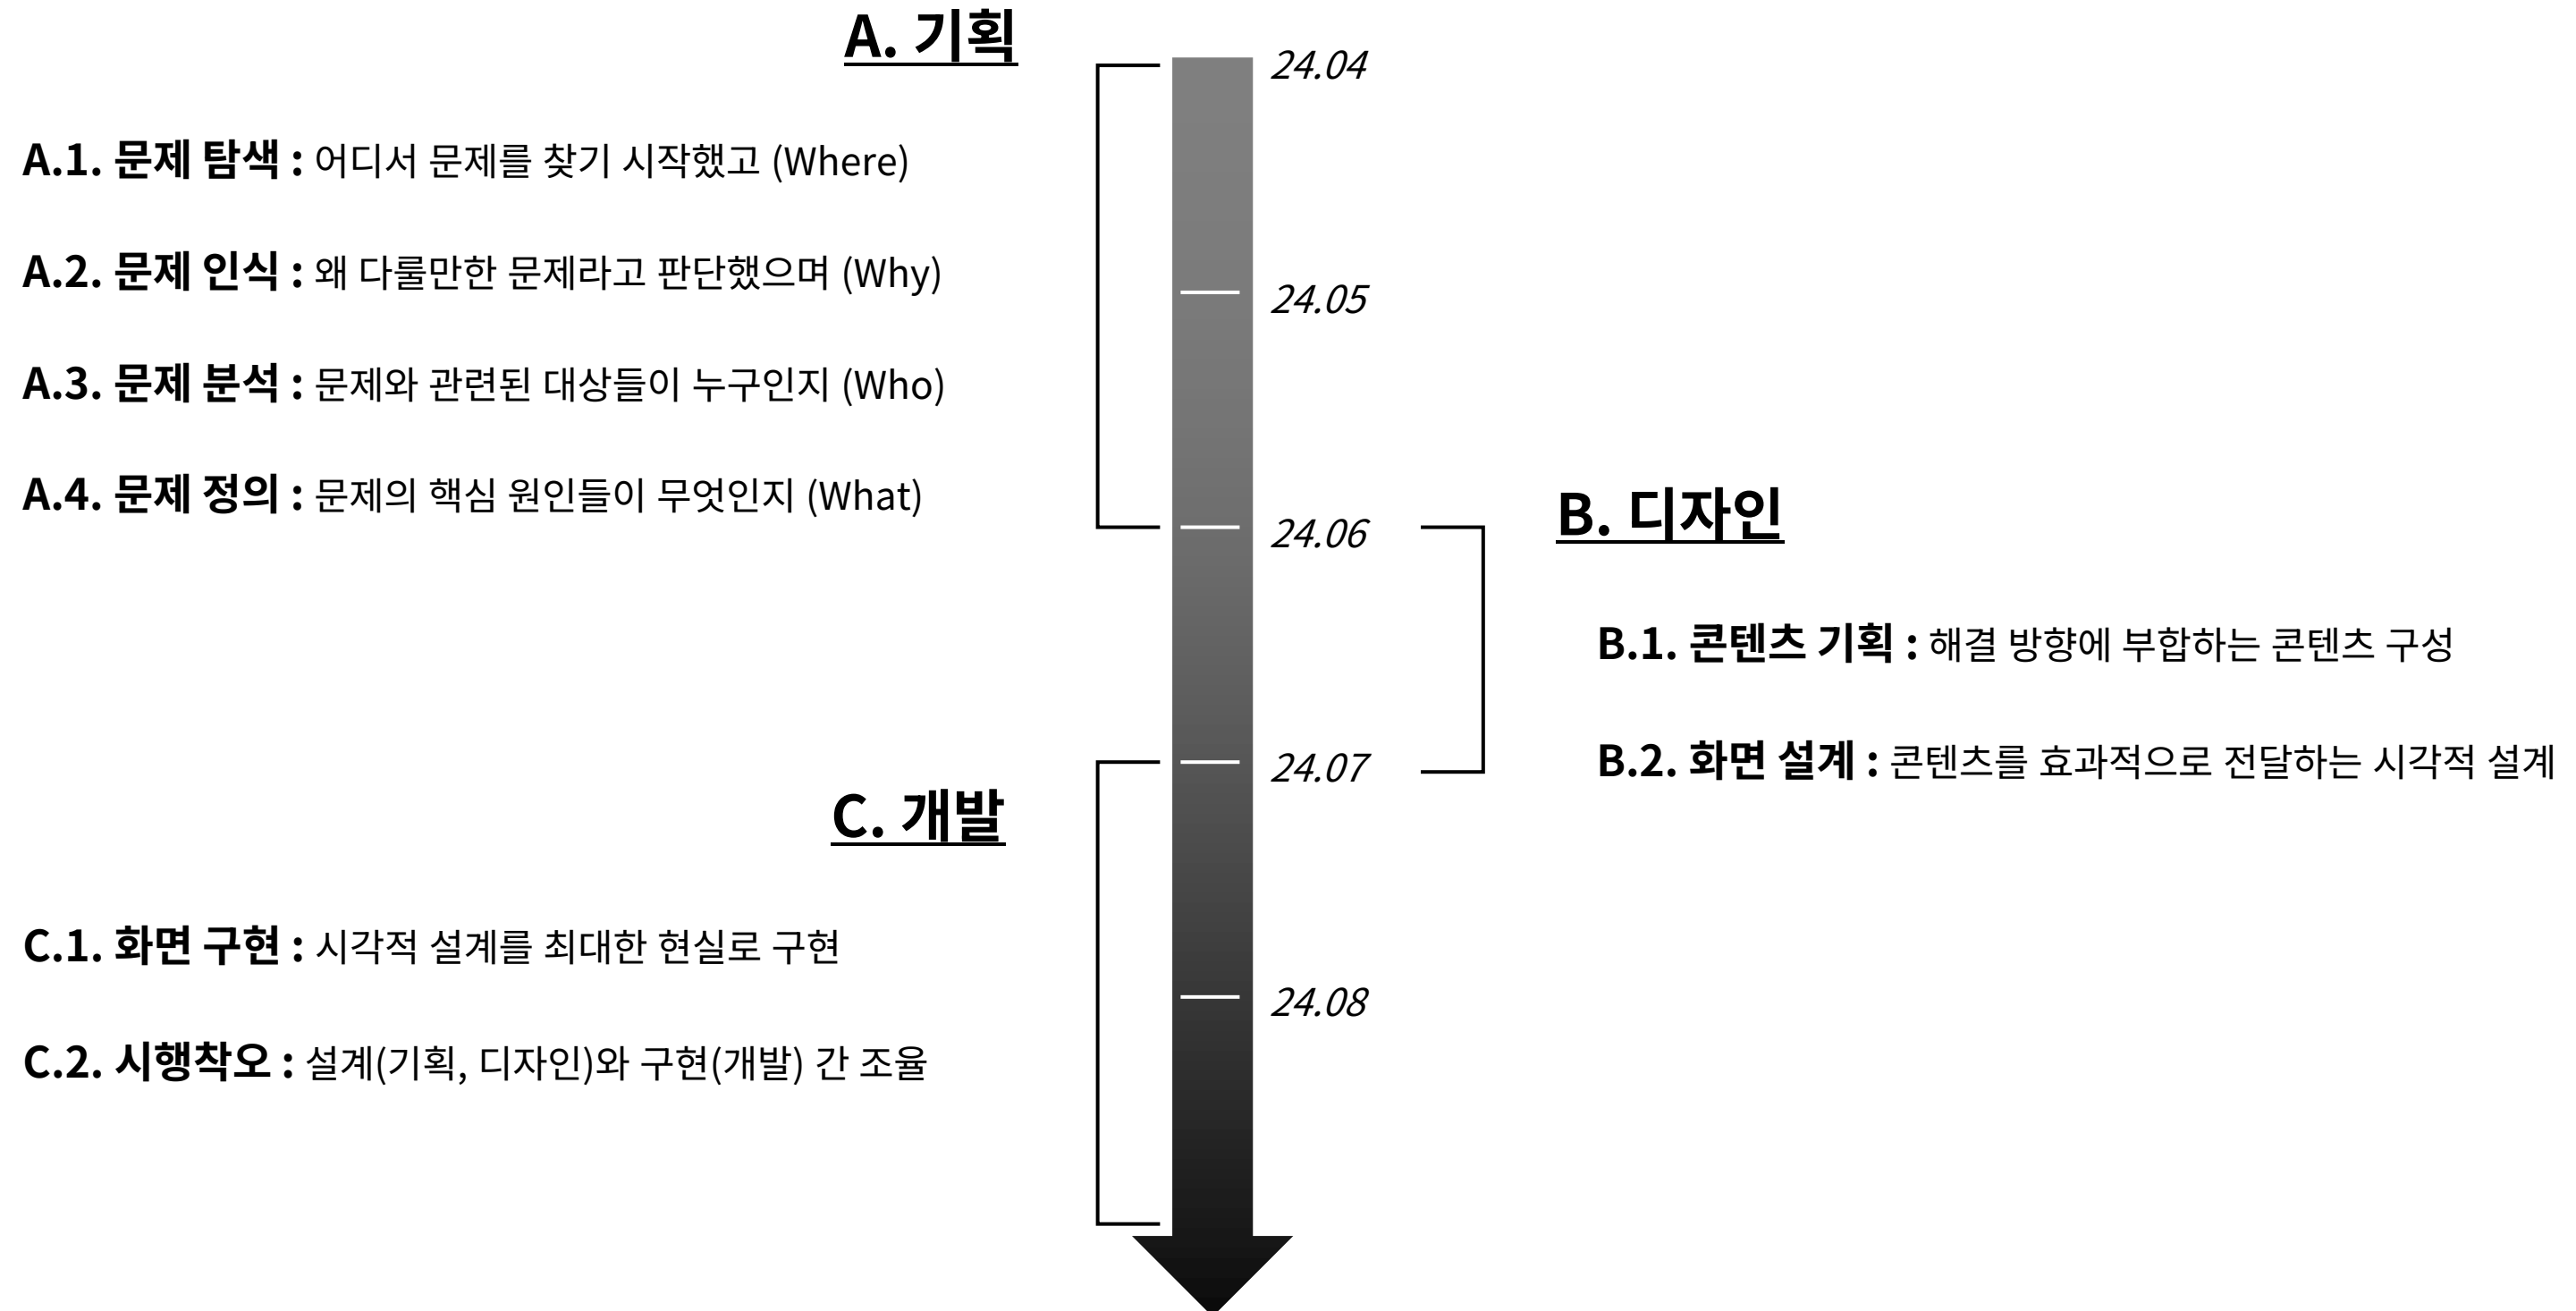 A. 기획
A.1. 문제 탐색 : 어디서 문제를 찾기 시작했고 (Where)
A.2. 문제 인식 : 왜 다룰만한 문제라고 판단했으며 (Why)
A.3. 문제 분석 : 문제와 관련된 대상들이 누구인지 (Who)
A.4. 문제 정의 : 문제의 핵심 원인들이 무엇인지 (What)
24.04
24.05
24.06
24.07
24.08
B. 디자인
B.1. 콘텐츠 기획 : 해결 방향에 부합하는 콘텐츠 구성
B.2. 화면 설계 : 콘텐츠를 효과적으로 전달하는 시각적 설계
C. 개발
C.1. 화면 구현 : 시각적 설계를 최대한 현실로 구현
C.2. 시행착오 : 설계(기획, 디자인)와 구현(개발) 간 조율